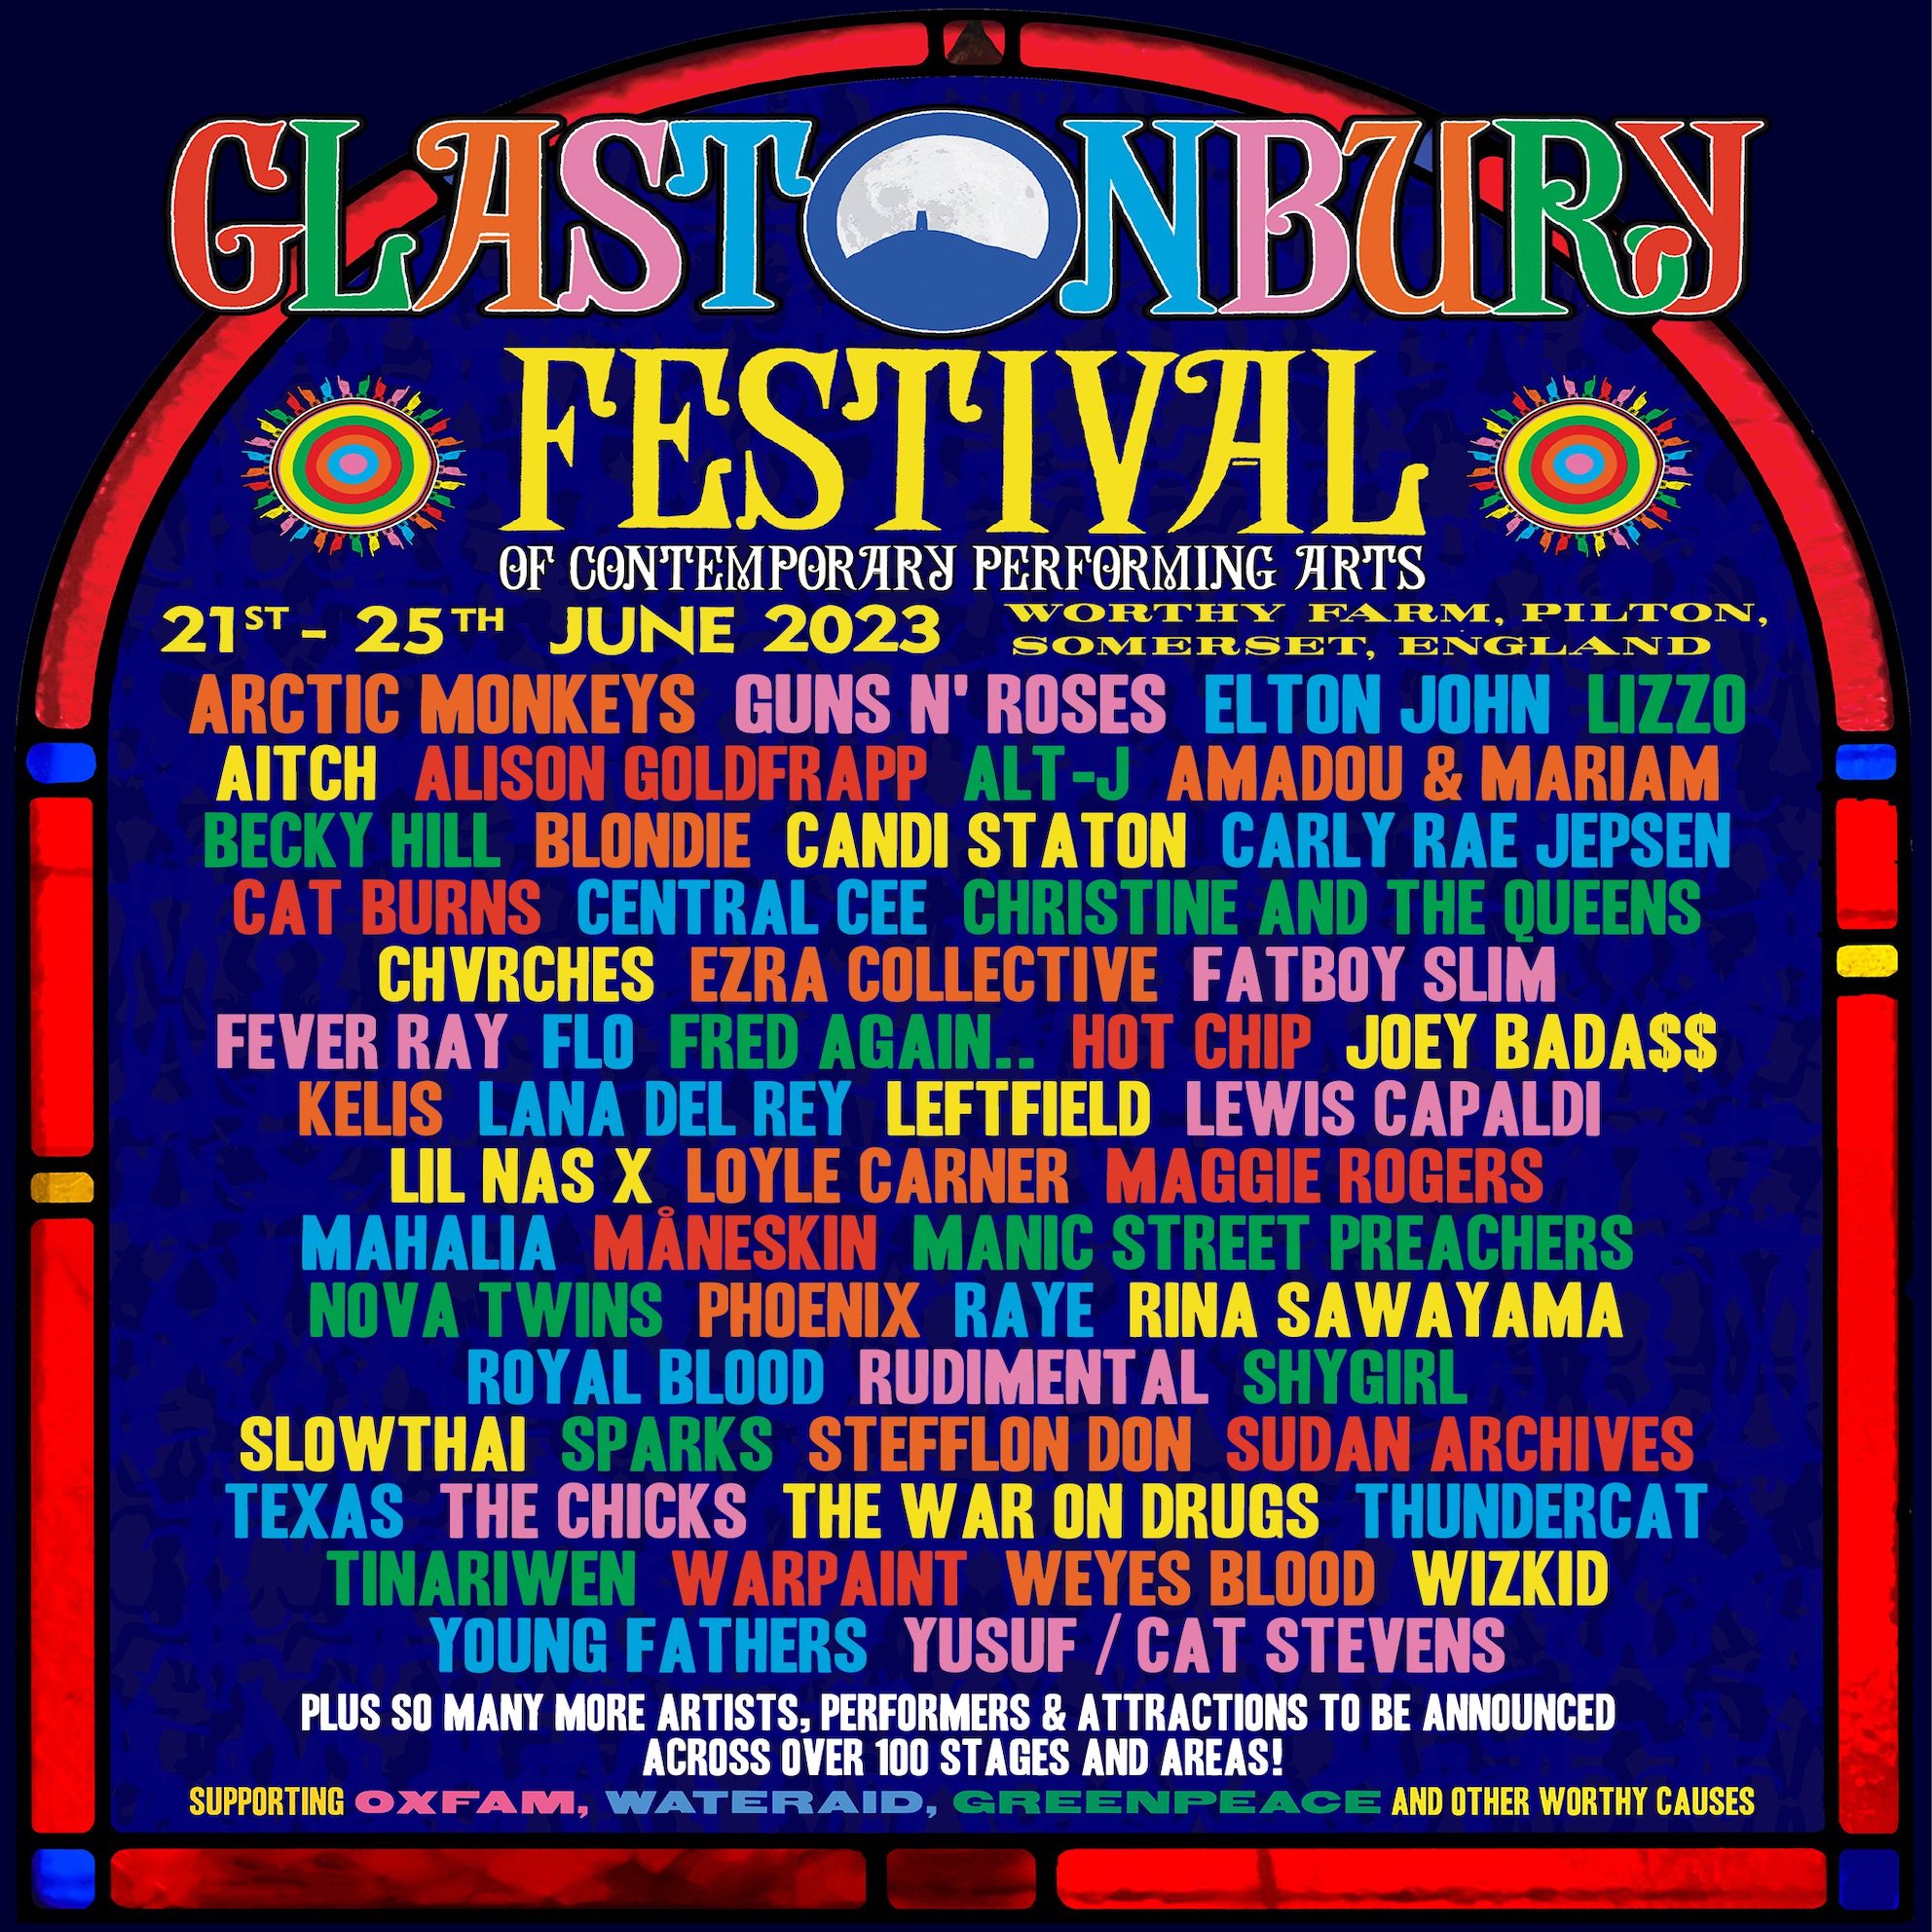 GLASTONBURY
FESTIVAL
OF CONTEMPORARY PERFORMING ARTS
21ST - 25TH JUNE 2023
WORTHY FARM, PILTON,
SOMERSET, ENGLAND
ARCTIC MONKEYS GUNS N' ROSES ELTON JOHN LIZZO
AITCH ALISON GOLDFRAPP ALT-J AMADOU & MARIAM
BECKY HILL BLONDIE CANDI STATON CARLY RAE JEPSEN
CAT BURNS CENTRAL CEE CHRISTINE AND THE QUEENS
CHVRCHES EZRA COLLECTIVE FATBOY SLIM
FEVER RAY FLO FRED AGAIN.. HOT CHIP JOEY BADA$$
KELIS LANA DEL REY LEFTFIELD LEWIS CAPALDI
LIL NAS X LOYLE CARNER MAGGIE ROGERS
MAHALIA MÅNESKIN MANIC STREET PREACHERS
NOVA TWINS PHOENIX RAYE RINA SAWAYAMA
ROYAL BLOOD RUDIMENTAL SHYGIRL
SLOWTHAI SPARKS STEFFLON DON SUDAN ARCHIVES
TEXAS THE CHICKS THE WAR ON DRUGS THUNDERCAT
TINARIWEN WARPAINT WEYES BLOOD WIZKID
YOUNG FATHERS YUSUF / CAT STEVENS
PLUS SO MANY MORE ARTISTS, PERFORMERS & ATTRACTIONS TO BE ANNOUNCED
ACROSS OVER 100 STAGES AND AREAS!
SUPPORTING OXFAM, WATERAID, GREENPEACE AND OTHER WORTHY CAUSES